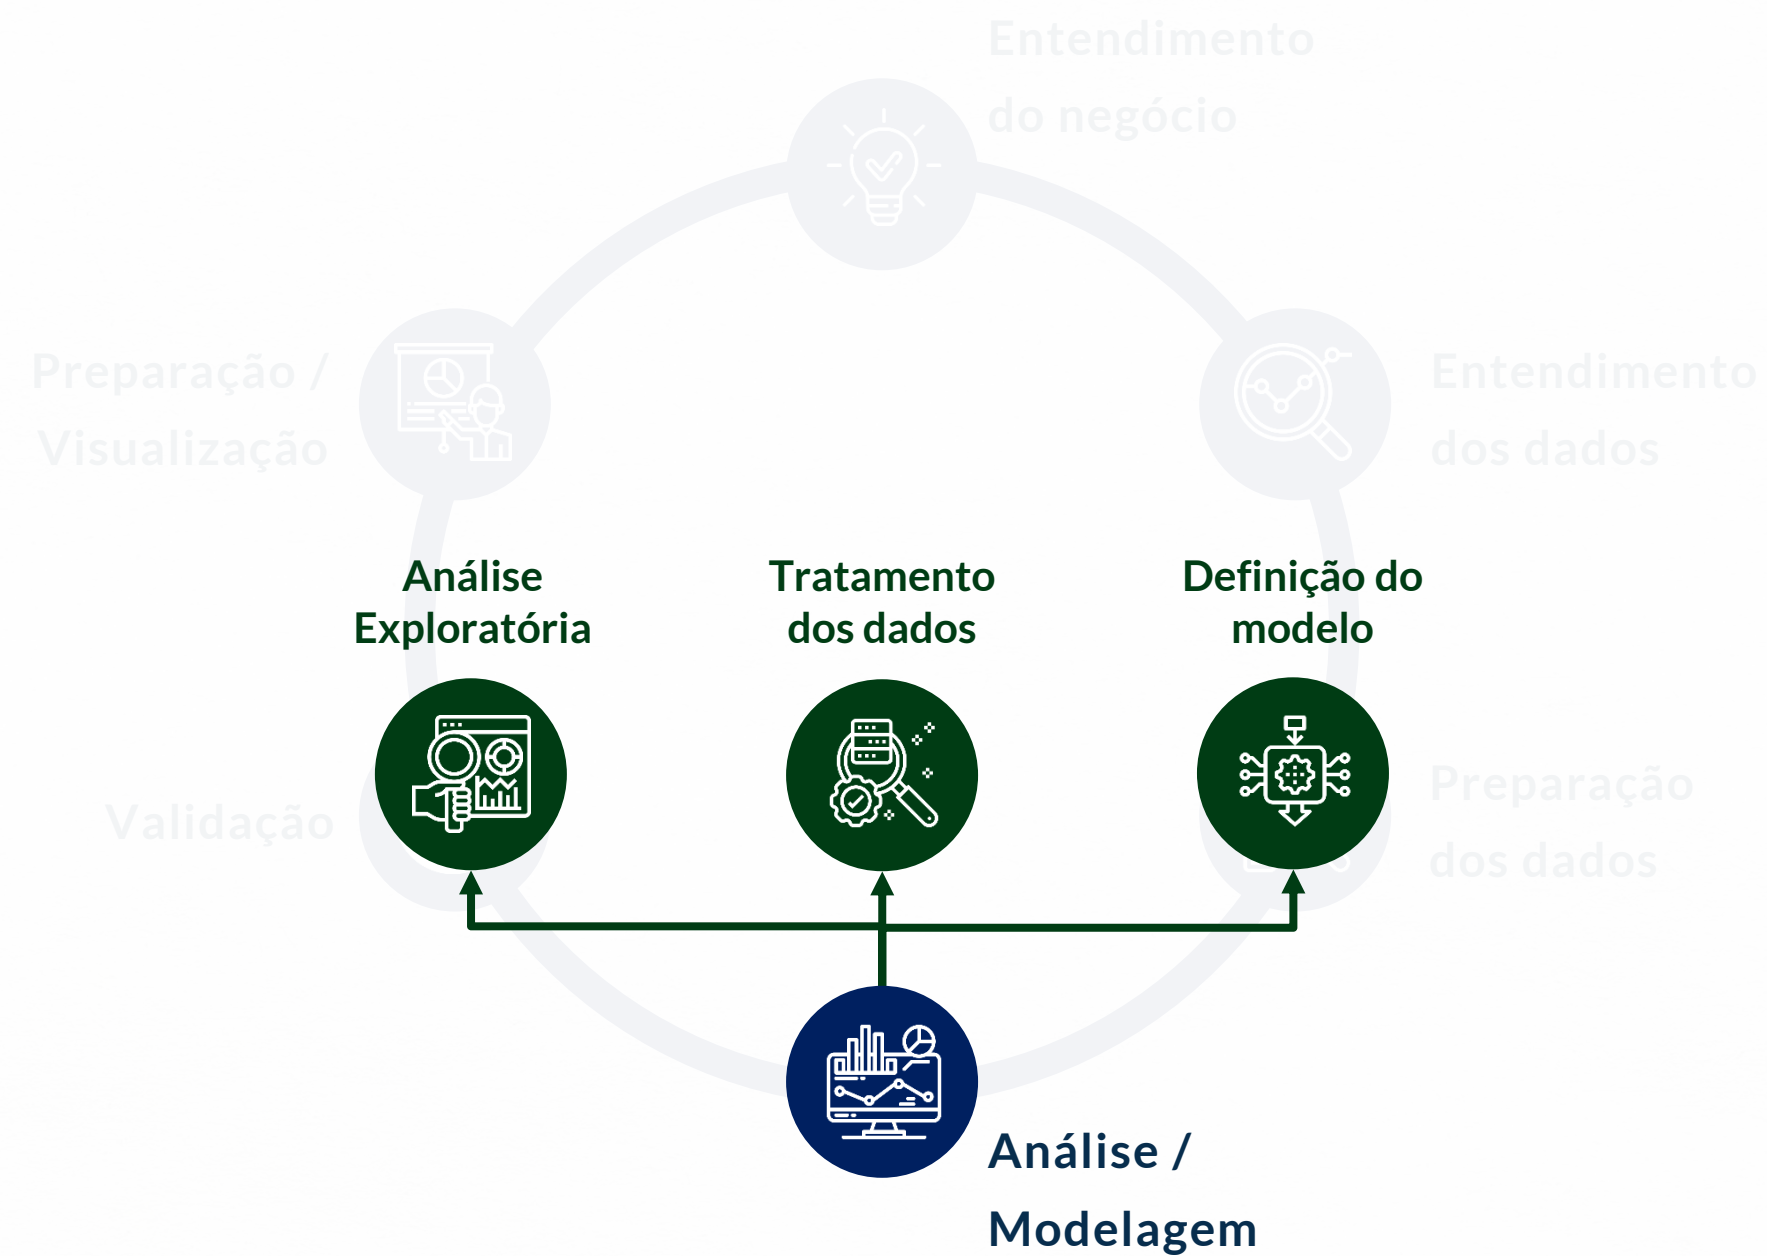 Entendimento
do negócio
Preparação /
Visualização
Entendimento
dos dados
Análise
Exploratória
Tratamento
dos dados
Definição do
modelo
Validação
Preparação
dos dados
Análise /
Modelagem